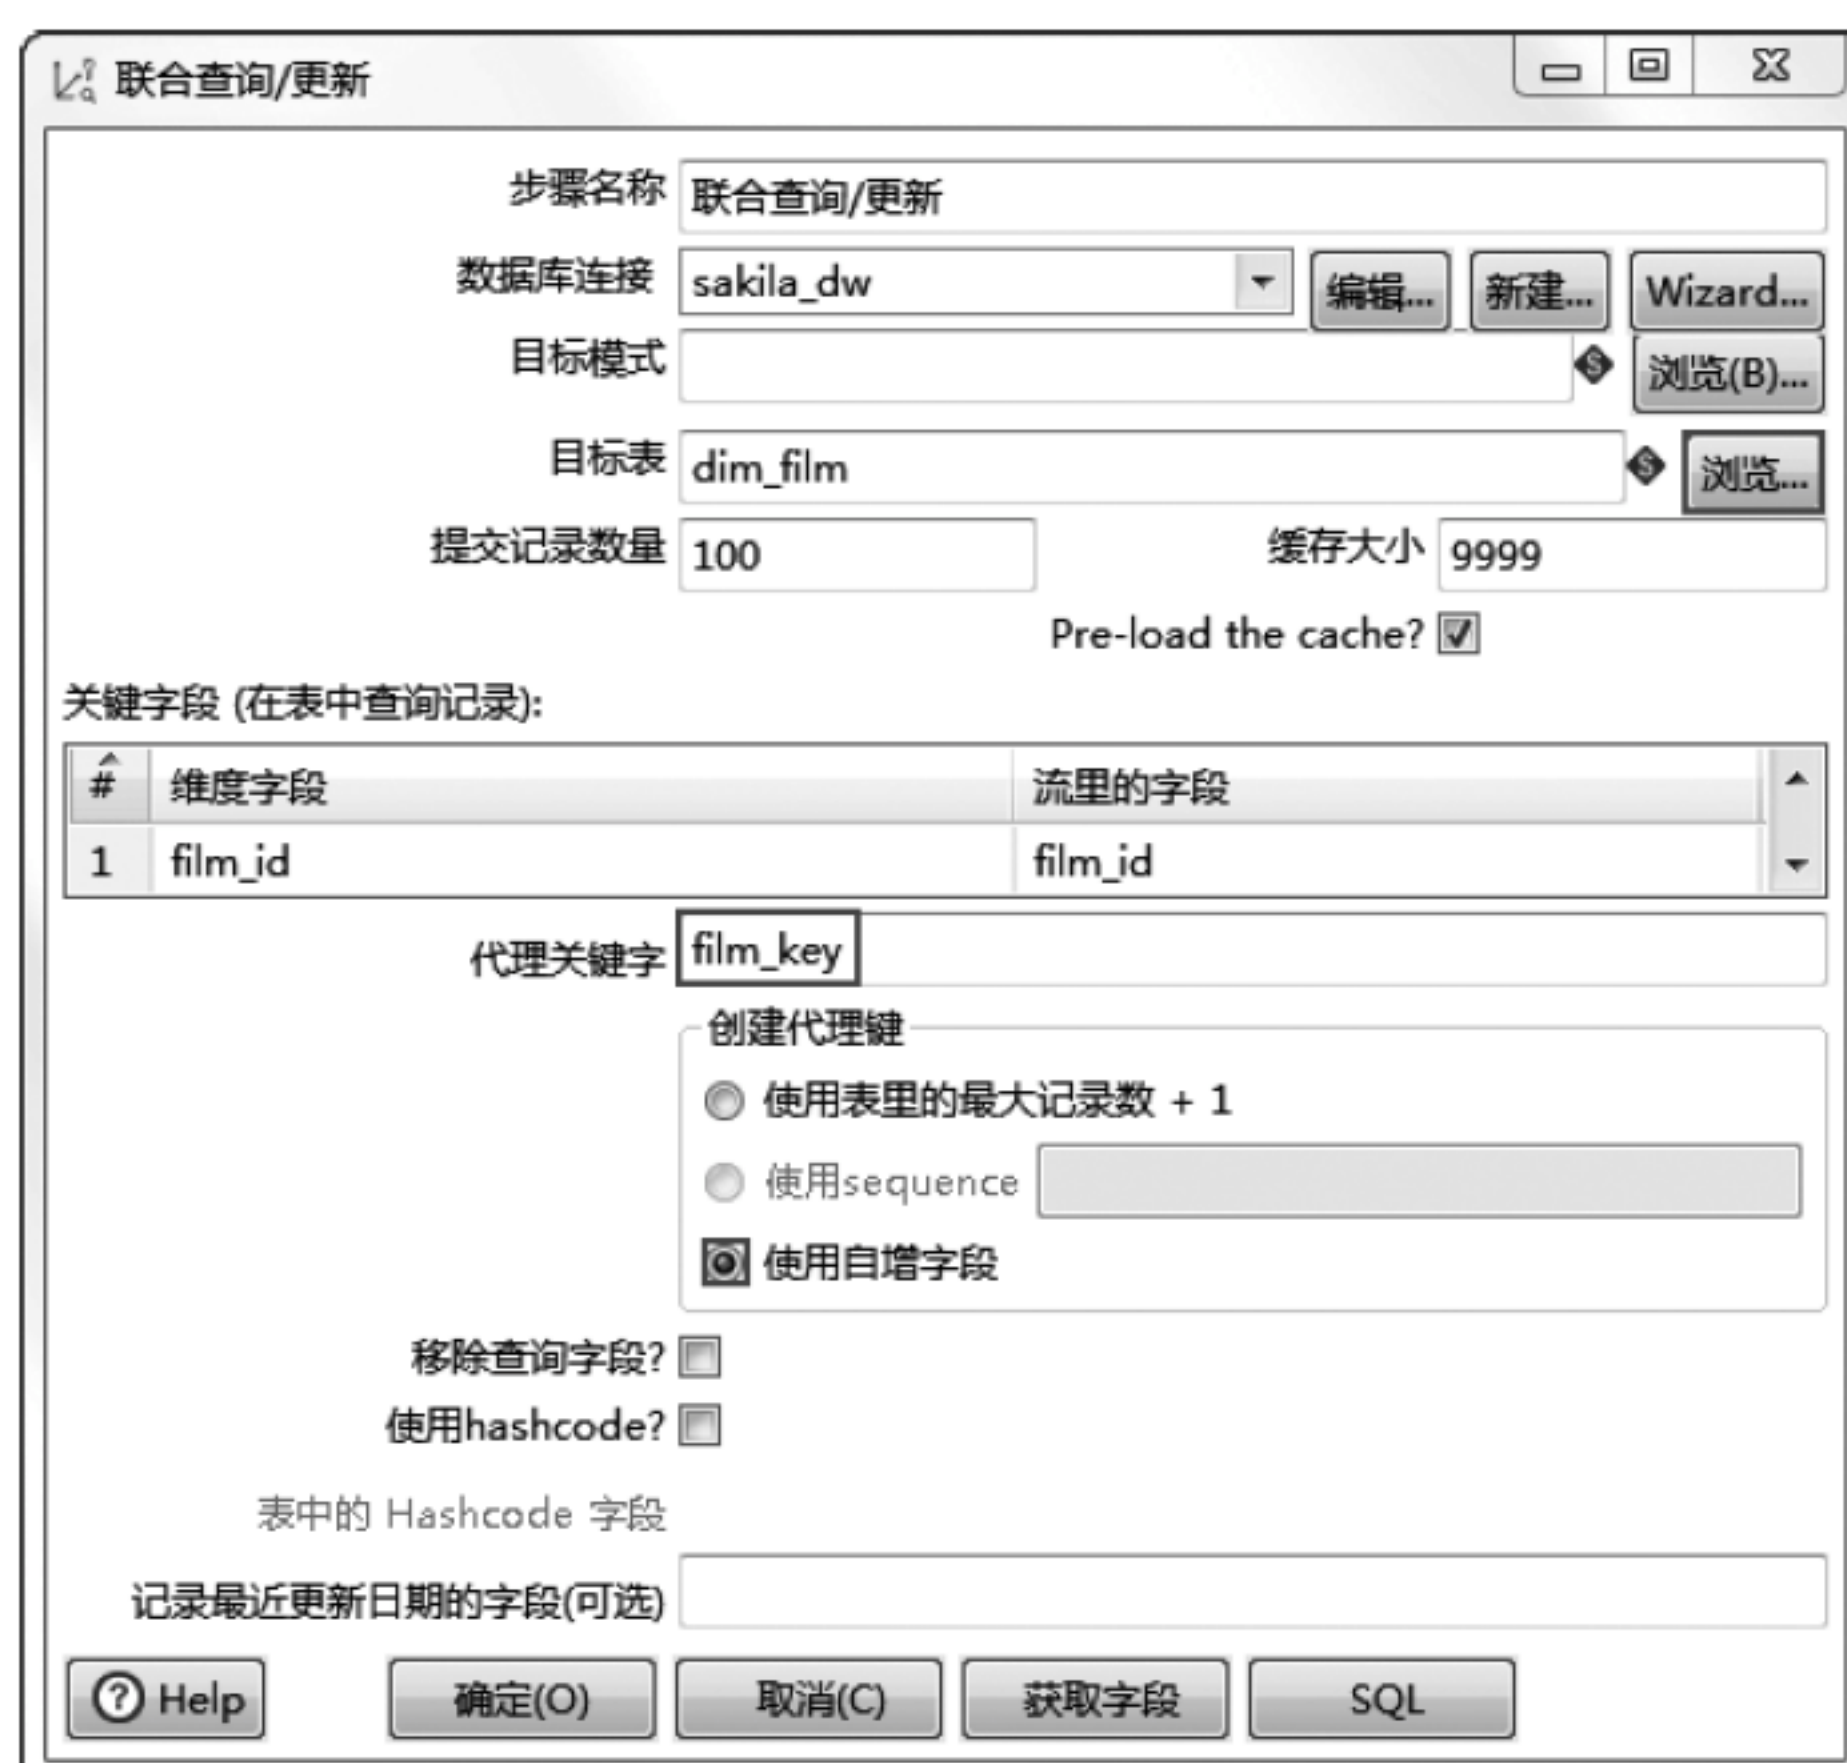 联合查询/更新
步骤名称 联合查询/更新
数据库连接 sakila_dw 编辑... 新建... Wizard...
目标模式 浏览(B)...
目标表 dim_film 浏览...
提交记录数量 100 缓存大小 9999
Pre-load the cache?
关键字段 (在表中查询记录):
# 维度字段 流里的字段
1 film_id film_id
代理关键字 film_key
创建代理键
使用表里的最大记录数 + 1
使用sequence
使用自增字段
移除查询字段?
使用hashcode?
表中的 Hashcode 字段
记录最近更新日期的字段(可选)
Help 确定(O) 取消(C) 获取字段 SQL